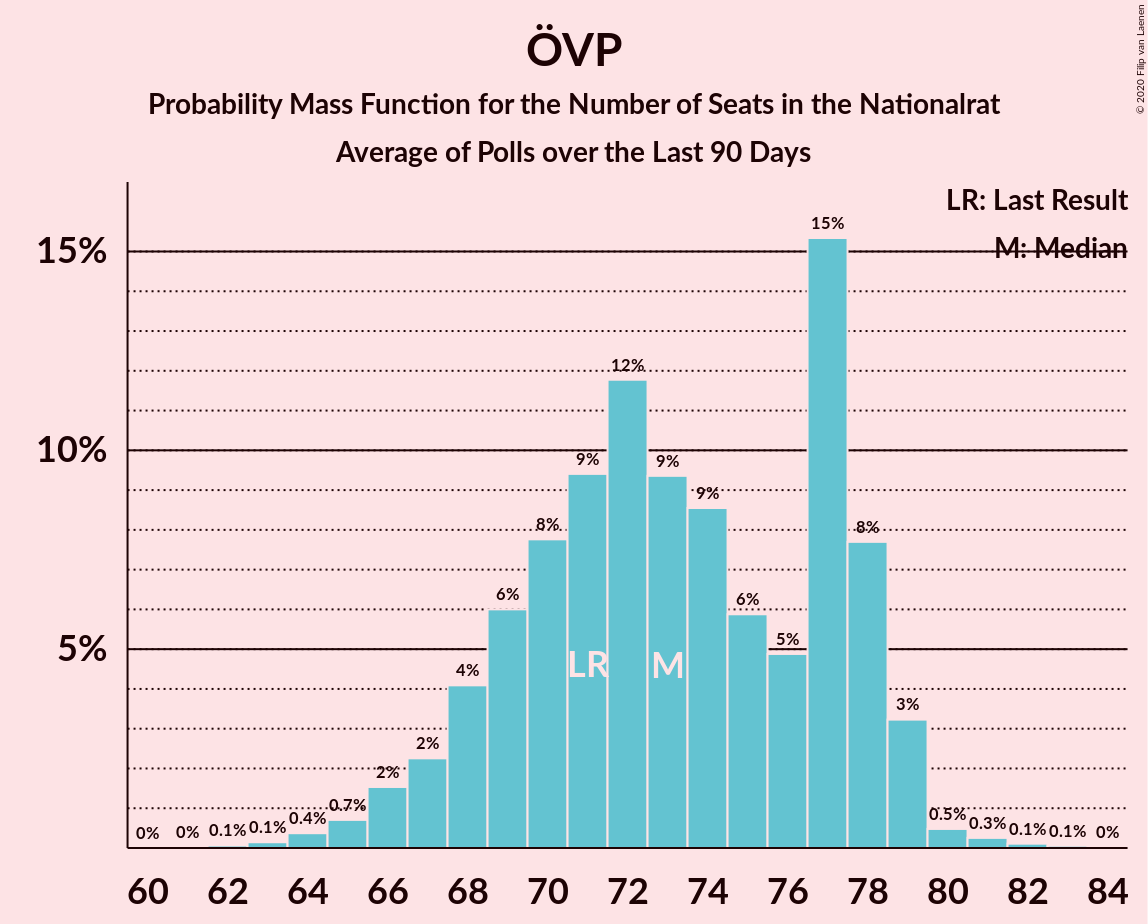 ÖVP
Probability Mass Function for the Number of Seats in the Nationalrat
Average of Polls over the Last 90 Days
© 2020 Filip van Laenen
LR: Last Result
M: Median
15%
10%
5%
0% 0% 0.1% 0.1% 0.4% 0.7% 2% 2% 4% 6% 8% 9% 12% 9% 9% 6% 5% 15% 8% 3% 0.5% 0.3% 0.1% 0.1% 0%
LR M
60 62 64 66 68 70 72 74 76 78 80 82 84